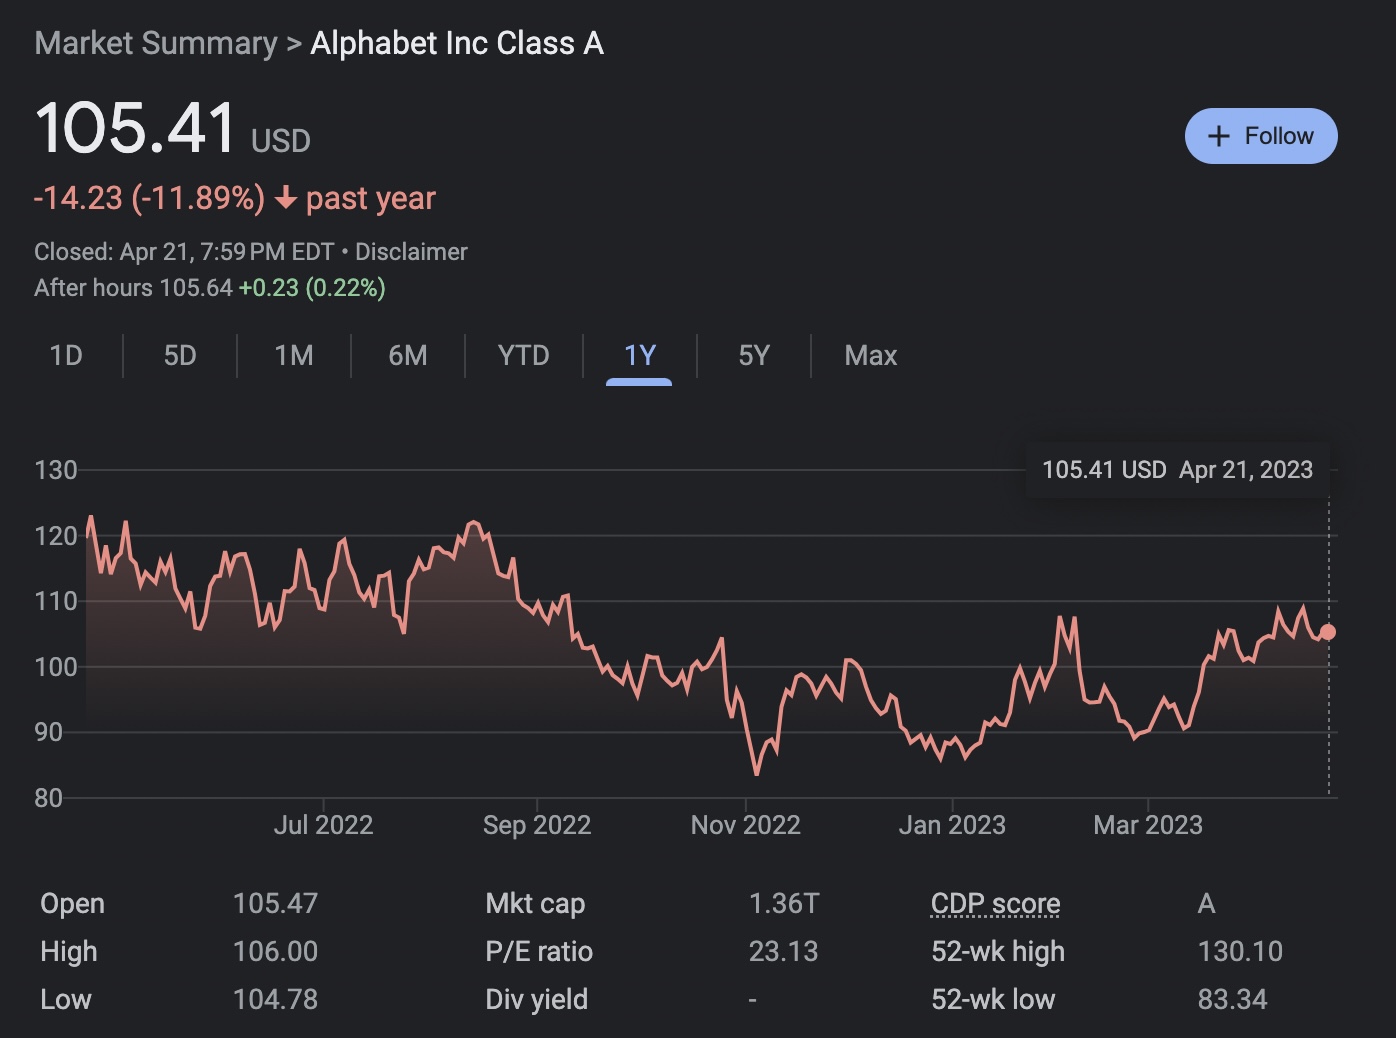 Market Summary > Alphabet Inc Class A
105.41 USD
+ Follow
-14.23 (-11.89%) ↓ past year
Closed: Apr 21, 7:59 PM EDT • Disclaimer
After hours 105.64 +0.23 (0.22%)
1D 5D 1M 6M YTD 1Y 5Y Max
105.41 USD Apr 21, 2023
130
120
110
100
90
80
Jul 2022 Sep 2022 Nov 2022 Jan 2023 Mar 2023
Open 105.47 Mkt cap 1.36T CDP score A
High 106.00 P/E ratio 23.13 52-wk high 130.10
Low 104.78 Div yield - 52-wk low 83.34